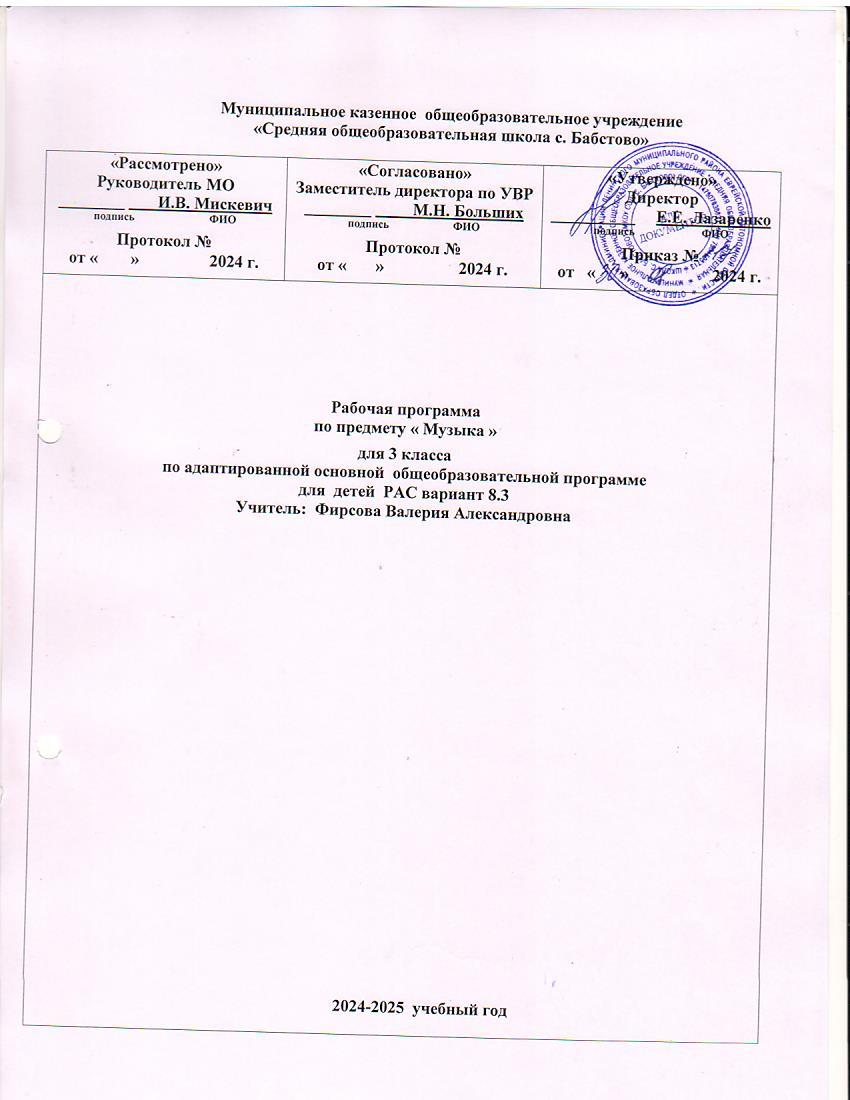 Муниципальное казенное общеобразовательное учреждение
«Средняя общеобразовательная школа с. Бабстово»
«Рассмотрено»
Руководитель МО
________ И.В. Мискевич
подпись ФИО
Протокол №
от « » 2024 г.
«Согласовано»
Заместитель директора по УВР
________ М.Н. Больших
подпись ФИО
Протокол №
от « » 2024 г.
«Утверждено»
Директор
________ Е.Е. Лазаренко
подпись ФИО
Приказ №
от « » 2024 г.
Рабочая программа
по предмету « Музыка »
для 3 класса
по адаптированной основной общеобразовательной программе
для детей РАС вариант 8.3
Учитель: Фирсова Валерия Александровна
2024-2025 учебный год